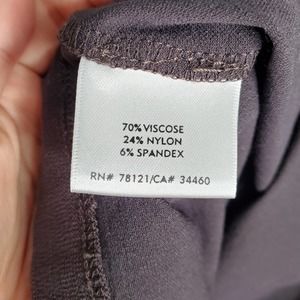 70% VISCOSE
24% NYLON
6% SPANDEX
RN# 78121/CA# 34460